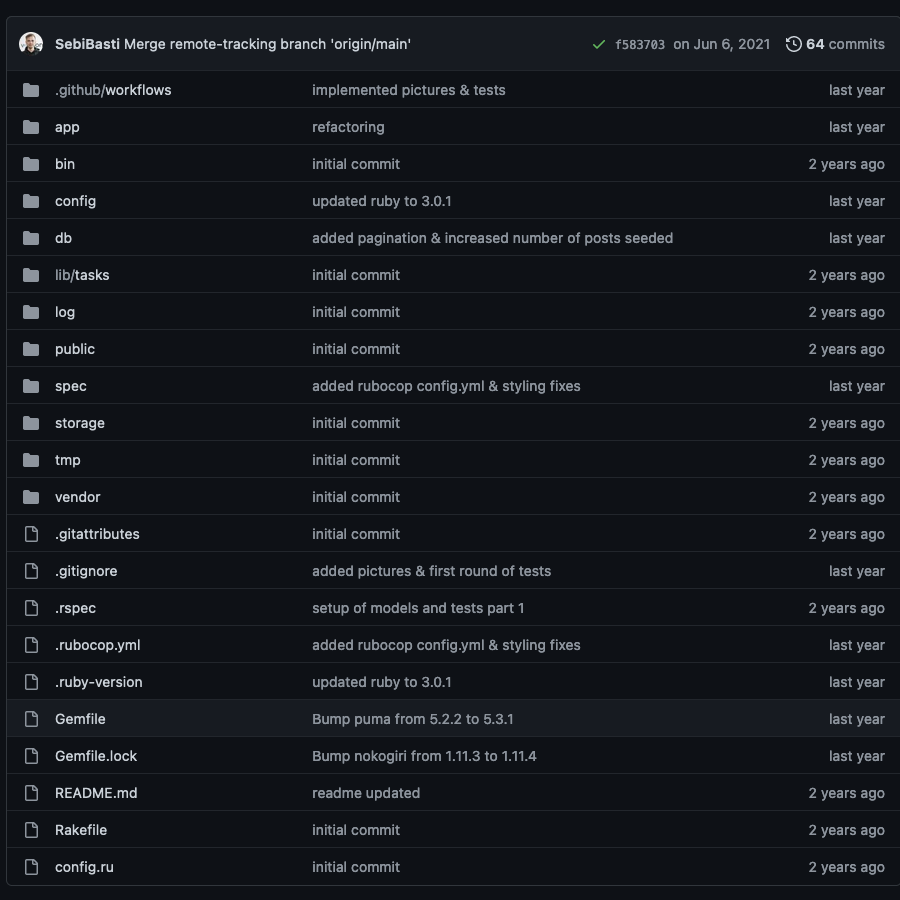 SebiBasti Merge remote-tracking branch 'origin/main' f583703 on Jun 6, 2021 64 commits
.github/workflows implemented pictures & tests last year
app refactoring last year
bin initial commit 2 years ago
config updated ruby to 3.0.1 last year
db added pagination & increased number of posts seeded last year
lib/tasks initial commit 2 years ago
log initial commit 2 years ago
public initial commit 2 years ago
spec added rubocop config.yml & styling fixes last year
storage initial commit 2 years ago
tmp initial commit 2 years ago
vendor initial commit 2 years ago
.gitattributes initial commit 2 years ago
.gitignore added pictures & first round of tests last year
.rspec setup of models and tests part 1 2 years ago
.rubocop.yml added rubocop config.yml & styling fixes last year
.ruby-version updated ruby to 3.0.1 last year
Gemfile Bump puma from 5.2.2 to 5.3.1 last year
Gemfile.lock Bump nokogiri from 1.11.3 to 1.11.4 last year
README.md readme updated 2 years ago
Rakefile initial commit 2 years ago
config.ru initial commit 2 years ago